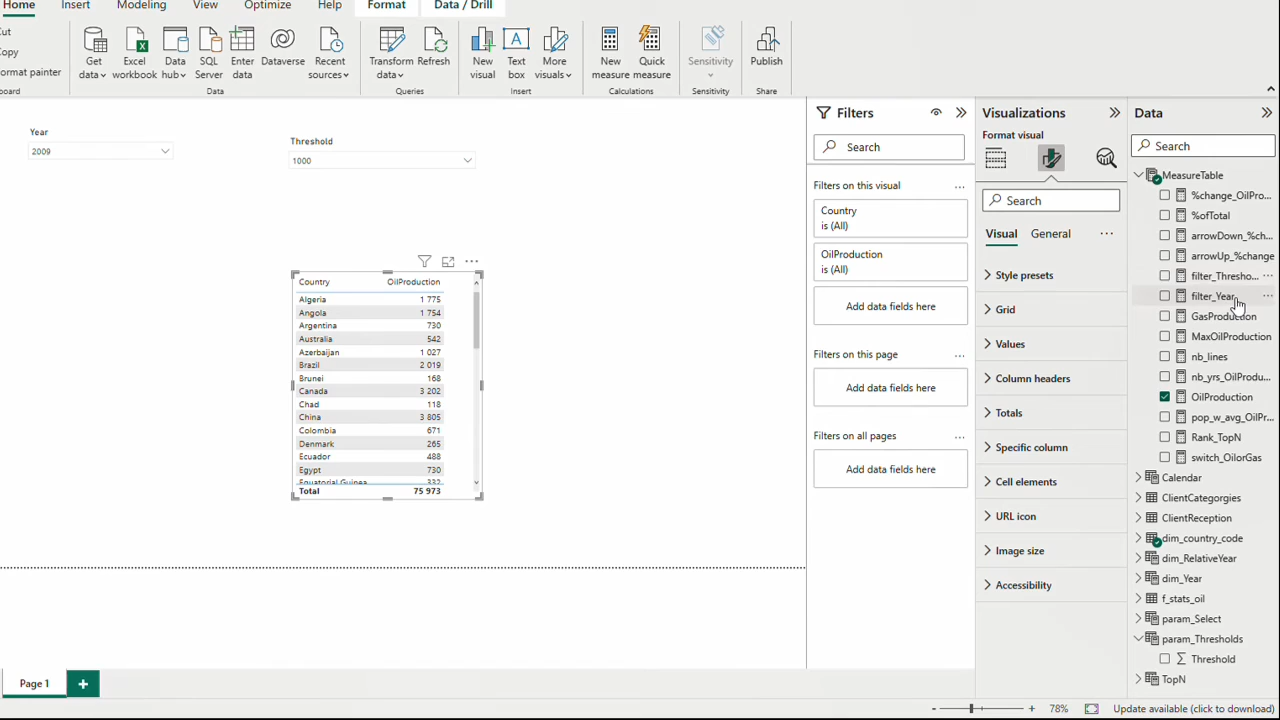 Home Insert Modeling View Optimize Help Format Data / Drill
Cut
Copy
Format painter
Get data
Excel workbook
Data hub
SQL Server
Enter data
Dataverse
Recent sources
Transform data
Refresh
New visual
Text box
More visuals
New measure
Quick measure
Sensitivity
Publish
Data
Queries
Insert
Calculations
Sensitivity
Share
Year
2009
Threshold
1000
Country OilProduction
Algeria 1 775
Angola 1 754
Argentina 730
Australia 542
Azerbaijan 1 027
Brazil 2 019
Brunei 168
Canada 3 202
Chad 118
China 3 805
Colombia 671
Denmark 265
Ecuador 488
Egypt 730
Equatorial Guinea 332
Total 75 973
Filters
Search
Filters on this visual ...
Country
is (All)
OilProduction
is (All)
Add data fields here
Filters on this page ...
Add data fields here
Filters on all pages ...
Add data fields here
Visualizations
Format visual
Search
Visual General ...
Style presets
Grid
Values
Column headers
Totals
Specific column
Cell elements
URL icon
Image size
Accessibility
Data
Search
MeasureTable
%change_OilPro...
%ofTotal
arrowDown_%ch...
arrowUp_%change
filter_Thresho... ...
filter_Year ...
GasProduction
MaxOilProduction
nb_lines
nb_yrs_OilProdu...
OilProduction
pop_w_avg_OilPr...
Rank_TopN
switch_OilorGas
Calendar
ClientCategorgies
ClientReception
dim_country_code
dim_RelativeYear
dim_Year
f_stats_oil
param_Select
param_Thresholds
Threshold
TopN
Page 1
- + 78% Update available (click to download)